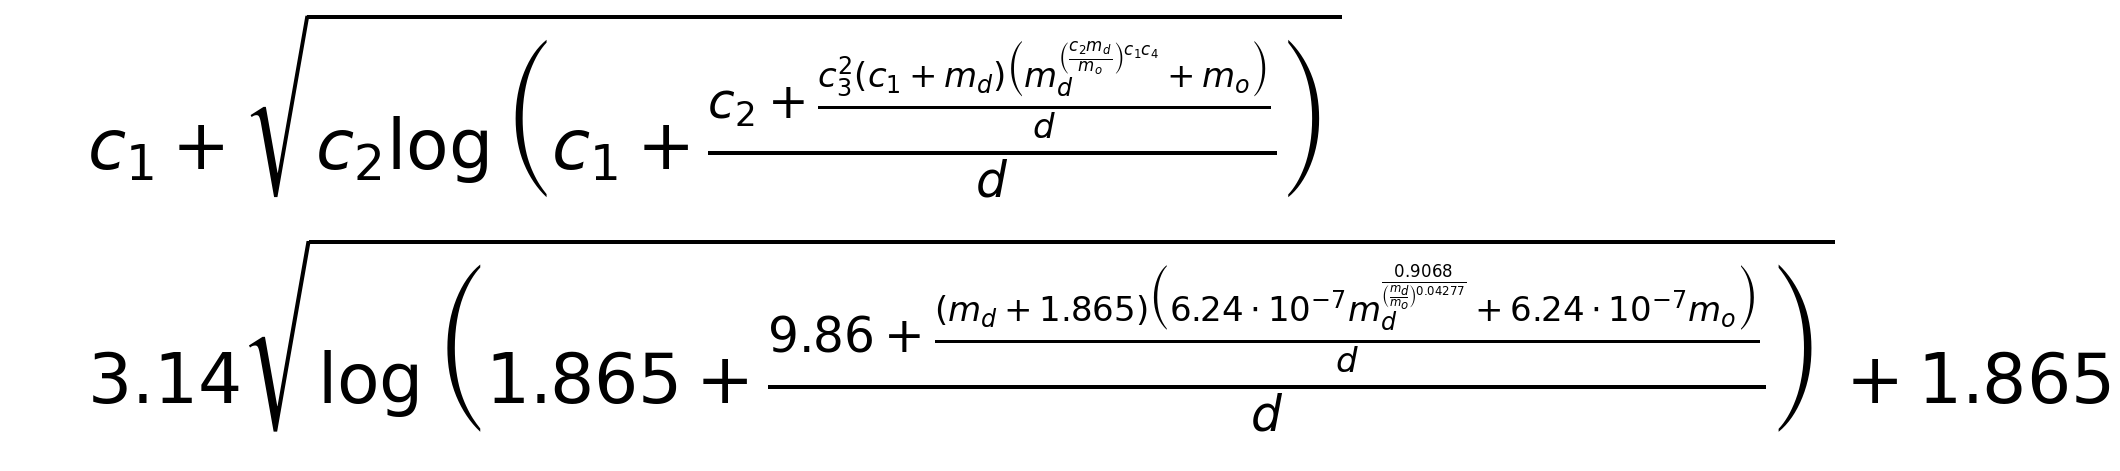 c_1 + \sqrt{c_2 \log\left(c_1 + \frac{c_2 + \frac{c_3^2 (c_1 + m_d)\left(m_d^{\left(\frac{c_2 m_d}{m_o}\right)^{c_1 c_4}} + m_o\right)}{d}}{d}\right)}
3.14 \sqrt{\log\left(1.865 + \frac{9.86 + \frac{(m_d + 1.865)\left(6.24 \cdot 10^{-7} m_d^{\frac{0.9068}{\left(\frac{m_d}{m_o}\right)^{0.04277}}} + 6.24 \cdot 10^{-7} m_o\right)}{d}}{d}\right)} + 1.865